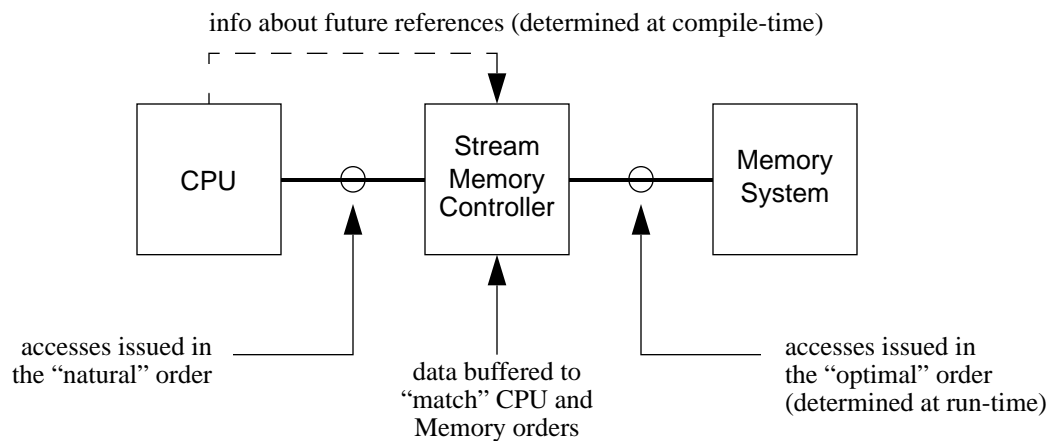 info about future references (determined at compile-time)
CPU
Stream
Memory
Controller
Memory
System
accesses issued in
the “natural” order
data buffered to
“match” CPU and
Memory orders
accesses issued in
the “optimal” order
(determined at run-time)